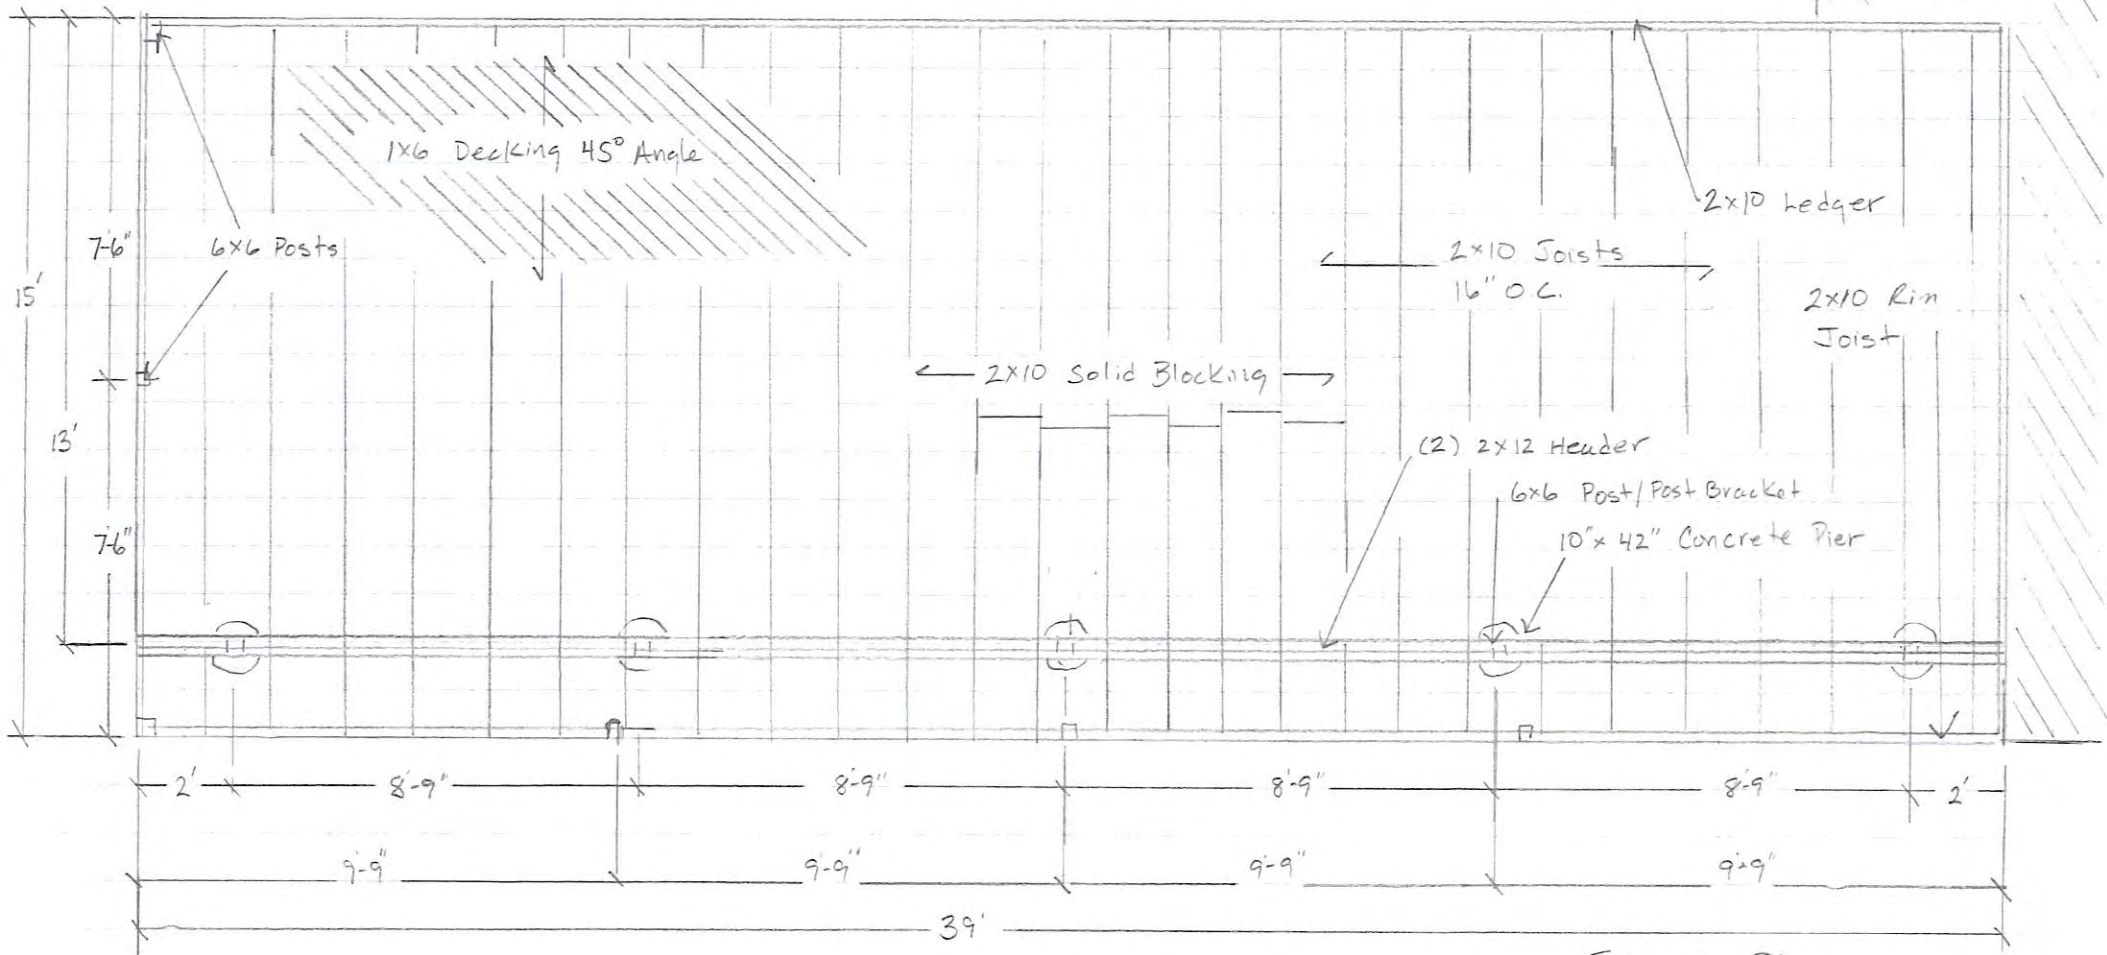 1x6 Decking 45° Angle
2x10 Ledger
6x6 Posts
7-6"
2x10 Joists
16" O.C.
15'
2x10 Rim
Joist
2x10 Solid Blocking
13'
(2) 2x12 Header
6x6 Post/Post Bracket
7-6"
10"x 42" Concrete Pier
2'
8'-9"
8'-9"
8'-9"
8'-9"
2'
9'-9"
9'-9"
9'-9"
9'-9"
39'